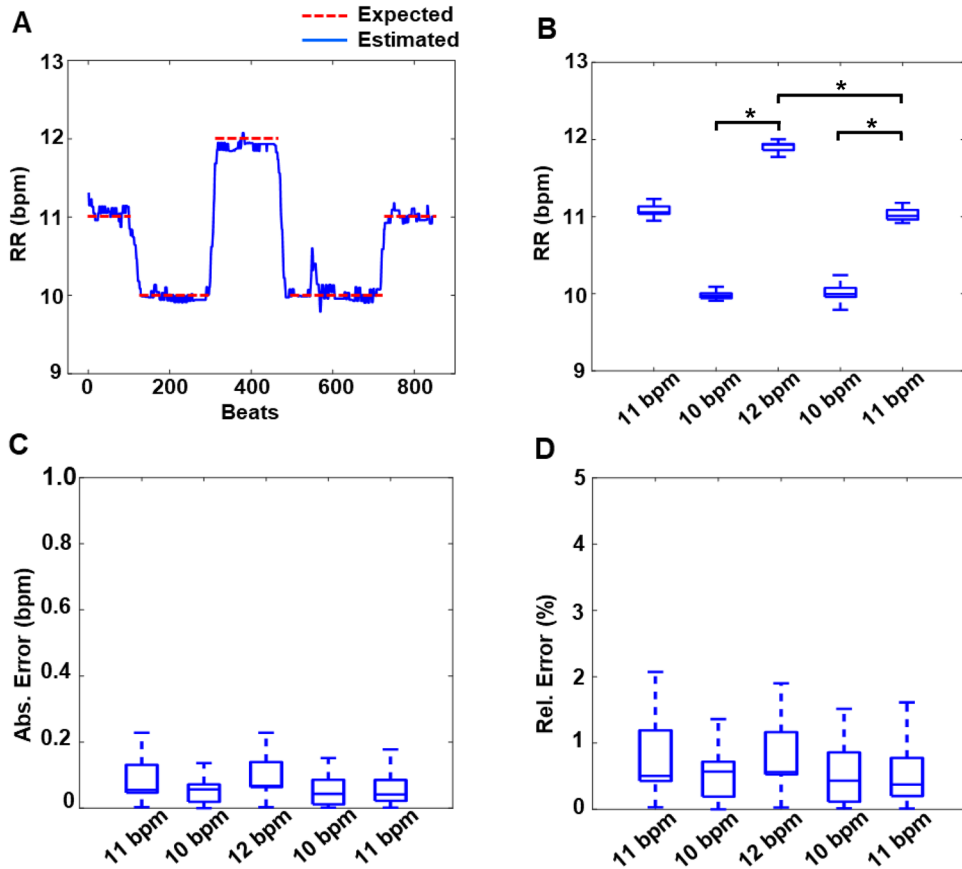 A
Expected
Estimated
13
12
11
10
9
RR (bpm)
0 200 400 600 800
Beats
B
13
12
11
10
9
RR (bpm)
*
*
*
11 bpm 10 bpm 12 bpm 10 bpm 11 bpm
C
1.0
0.8
0.6
0.4
0.2
0
Abs. Error (bpm)
11 bpm 10 bpm 12 bpm 10 bpm 11 bpm
D
5
4
3
2
1
0
Rel. Error (%)
11 bpm 10 bpm 12 bpm 10 bpm 11 bpm